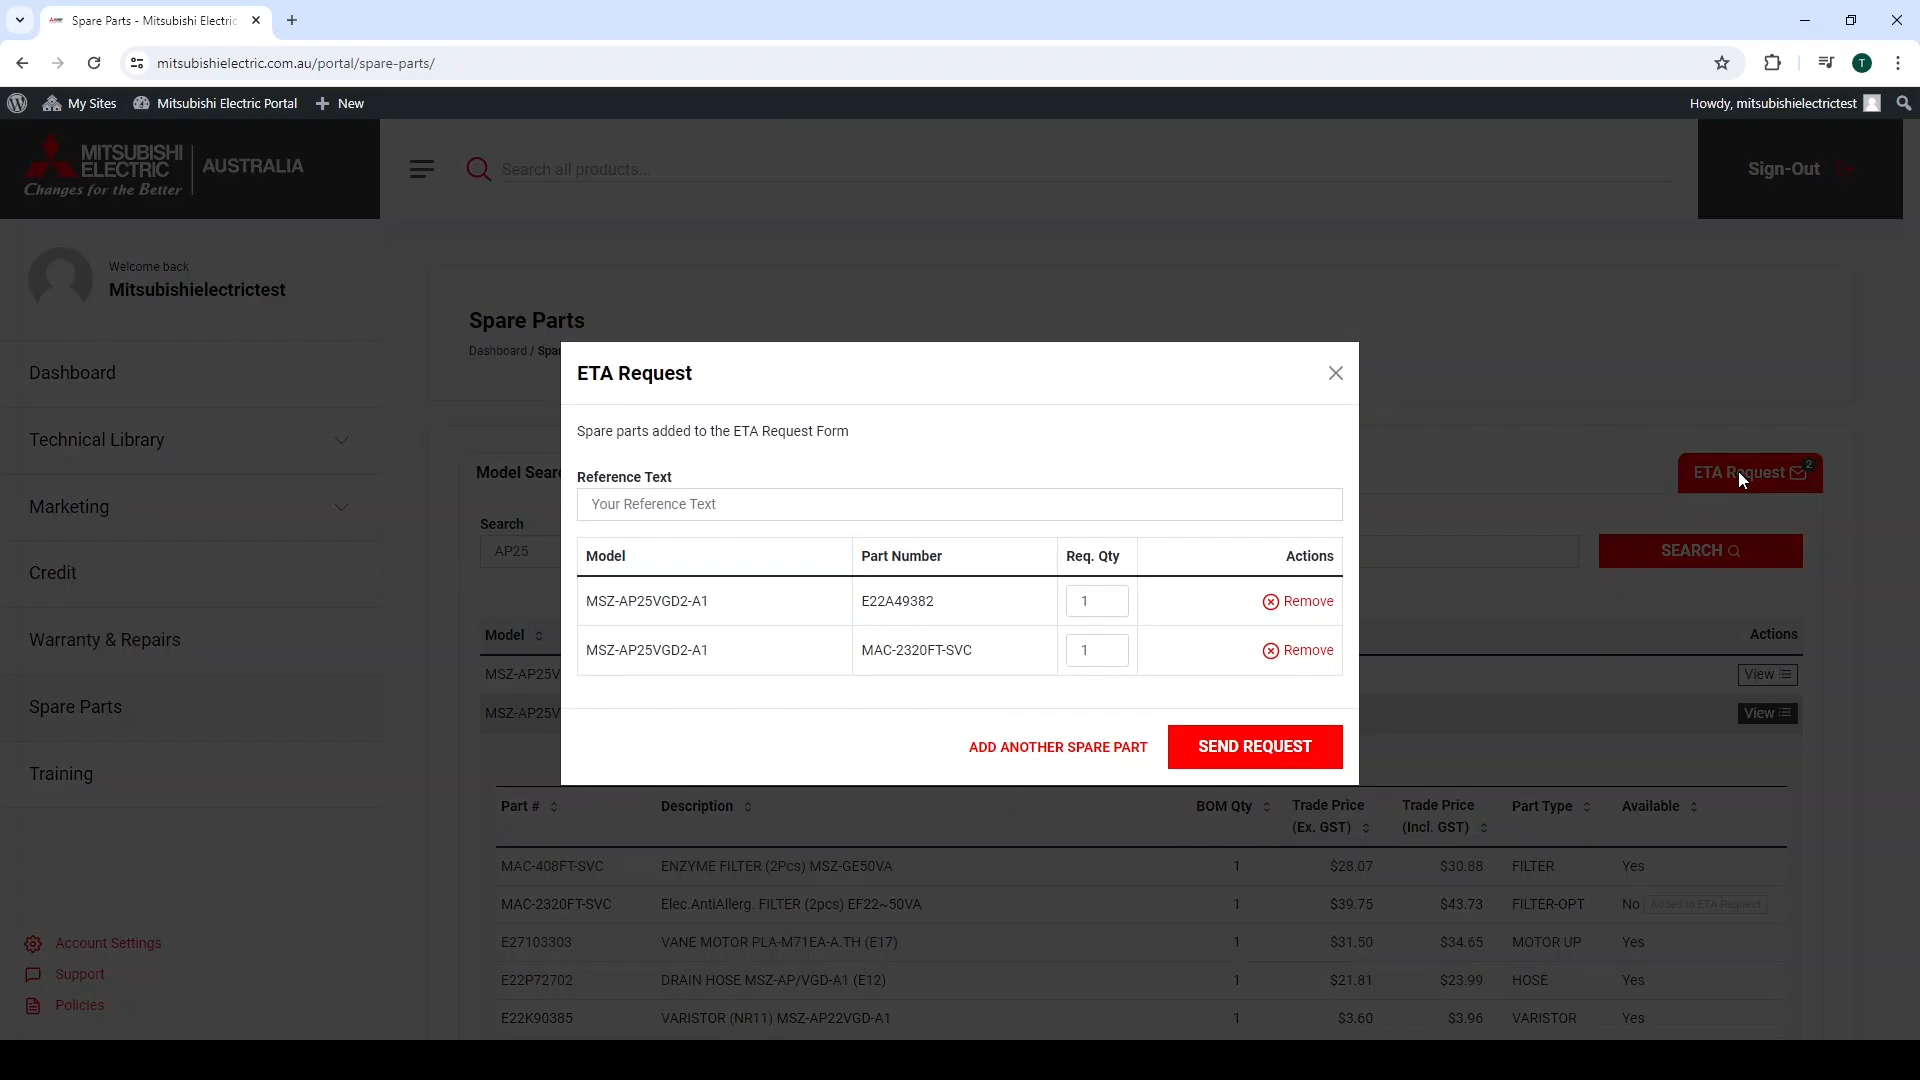 Spare Parts - Mitsubishi Electric
mitsubishielectric.com.au/portal/spare-parts/
T
My Sites
Mitsubishi Electric Portal
New
Howdy, mitsubishielectrictest
MITSUBISHI
ELECTRIC
Changes for the Better
AUSTRALIA
Search all products...
Sign-Out
Welcome back
Mitsubishielectrictest
Dashboard
Technical Library
Marketing
Credit
Warranty & Repairs
Spare Parts
Training
Account Settings
Support
Policies
Spare Parts
Dashboard / Spar
Model Sear
ETA Request 2
Search
AP25
SEARCH
Model Actions
MSZ-AP25V View
MSZ-AP25V View
ETA Request
Spare parts added to the ETA Request Form
Reference Text
Your Reference Text
Model Part Number Req. Qty Actions
MSZ-AP25VGD2-A1 E22A49382 1 Remove
MSZ-AP25VGD2-A1 MAC-2320FT-SVC 1 Remove
ADD ANOTHER SPARE PART
SEND REQUEST
Part # Description BOM Qty Trade Price (Ex. GST) Trade Price (Incl. GST) Part Type Available
MAC-408FT-SVC ENZYME FILTER (2Pcs) MSZ-GE50VA 1 $28.07 $30.88 FILTER Yes
MAC-2320FT-SVC Elec.AntiAllerg. FILTER (2pcs) EF22~50VA 1 $39.75 $43.73 FILTER-OPT No Added to ETA Request
E27103303 VANE MOTOR PLA-M71EA-A.TH (E17) 1 $31.50 $34.65 MOTOR UP Yes
E22P72702 DRAIN HOSE MSZ-AP/VGD-A1 (E12) 1 $21.81 $23.99 HOSE Yes
E22K90385 VARISTOR (NR11) MSZ-AP22VGD-A1 1 $3.60 $3.96 VARISTOR Yes